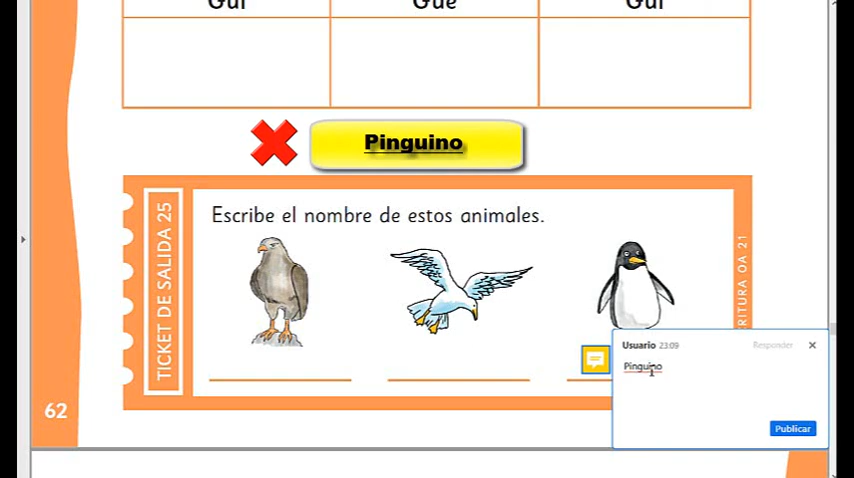 Gui Gue Gui
Pinguino
TICKET DE SALIDA 25
Escribe el nombre de estos animales.
RITURA OA 21
Usuario 23:09 Responder
Pinguino
Publicar
62